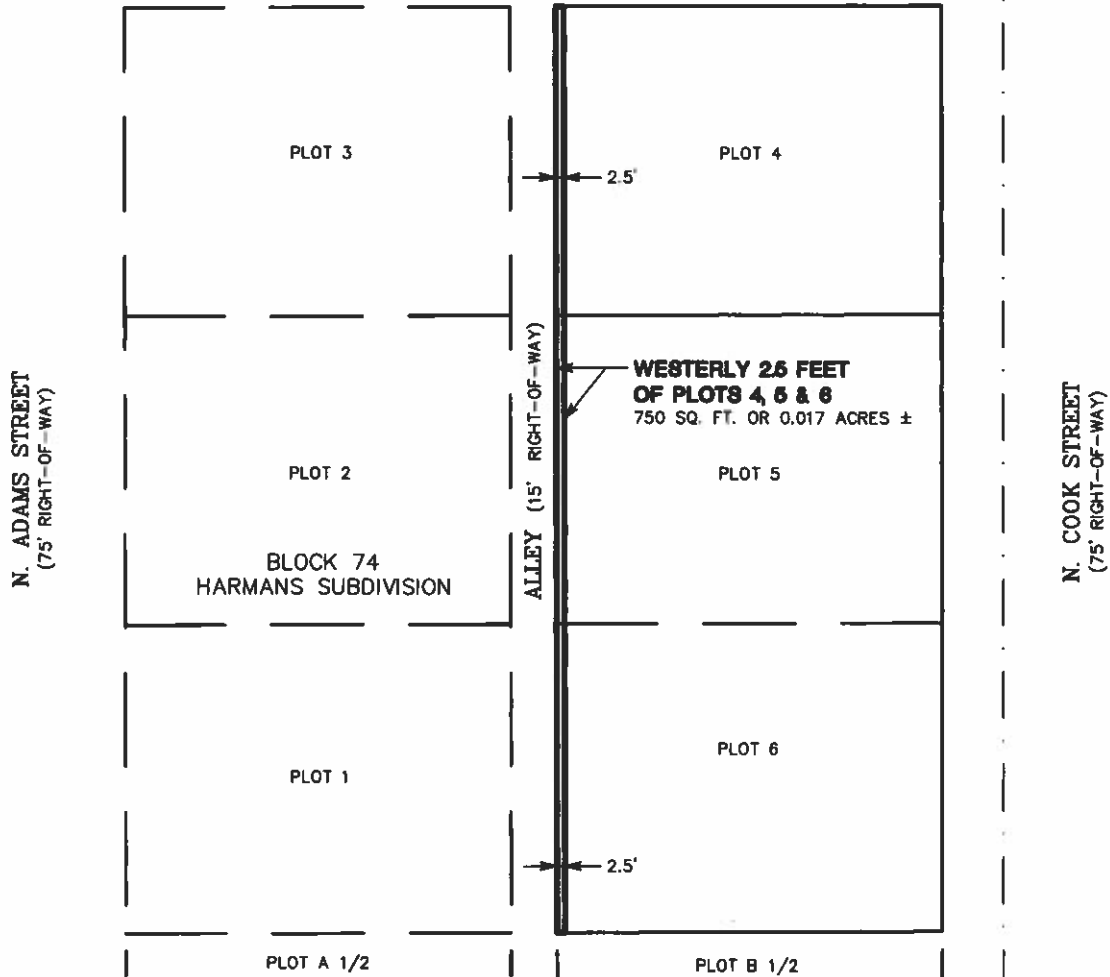 PLOT 3
PLOT 4
2.5'
N. ADAMS STREET
(75' RIGHT-OF-WAY)
ALLEY (15' RIGHT-OF-WAY)
WESTERLY 2.5 FEET
OF PLOTS 4, 5 & 6
750 SQ. FT. OR 0.017 ACRES ±
N. COOK STREET
(75' RIGHT-OF-WAY)
PLOT 2
PLOT 5
BLOCK 74
HARMANS SUBDIVISION
PLOT 1
PLOT 6
2.5'
PLOT A 1/2
PLOT B 1/2